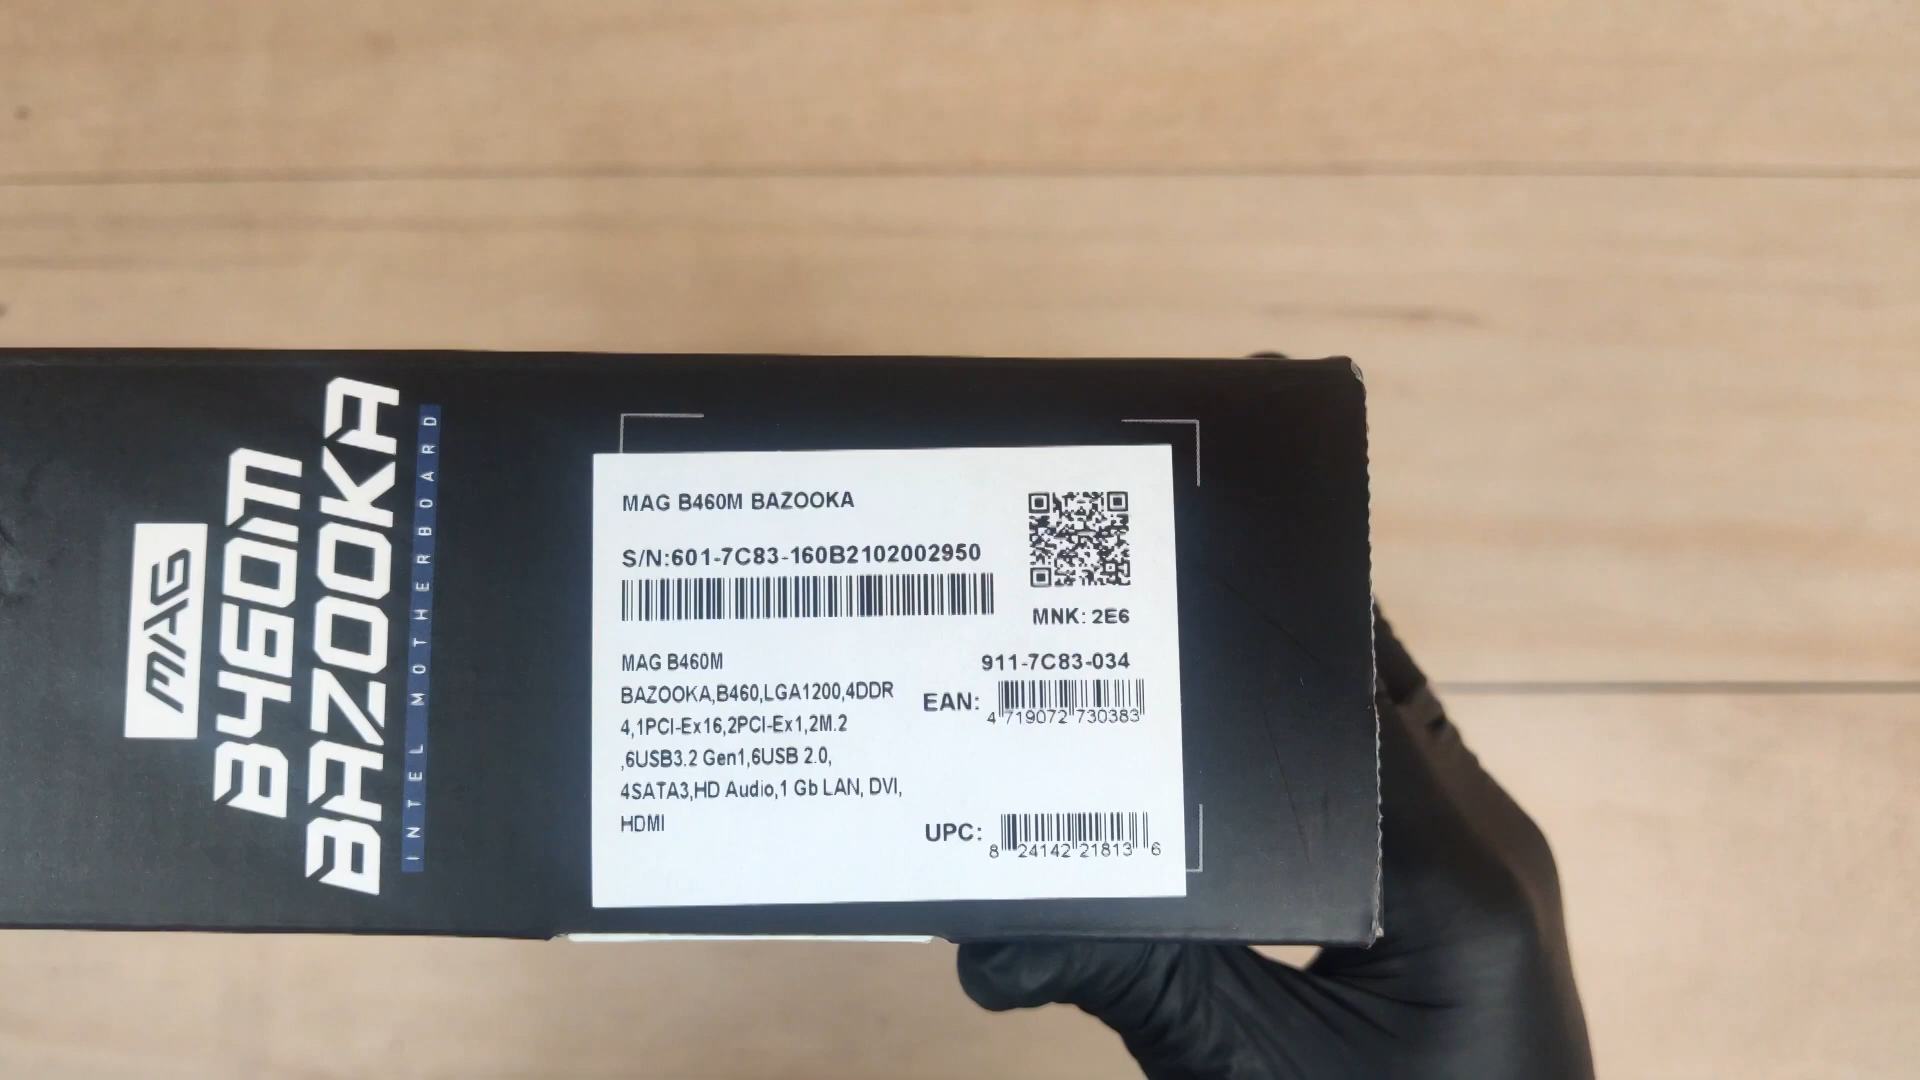 MAG
B460M
BAZOOKA
INTEL MOTHERBOARD
MAG B460M BAZOOKA
S/N:601-7C83-160B2102002950
MNK: 2E6
MAG B460M
BAZOOKA,B460,LGA1200,4DDR
4,1PCI-Ex16,2PCI-Ex1,2M.2
,6USB3.2 Gen1,6USB 2.0,
4SATA3,HD Audio,1 Gb LAN, DVI,
HDMI
911-7C83-034
EAN:
4 719072 730383
UPC:
8 24142 21813 6